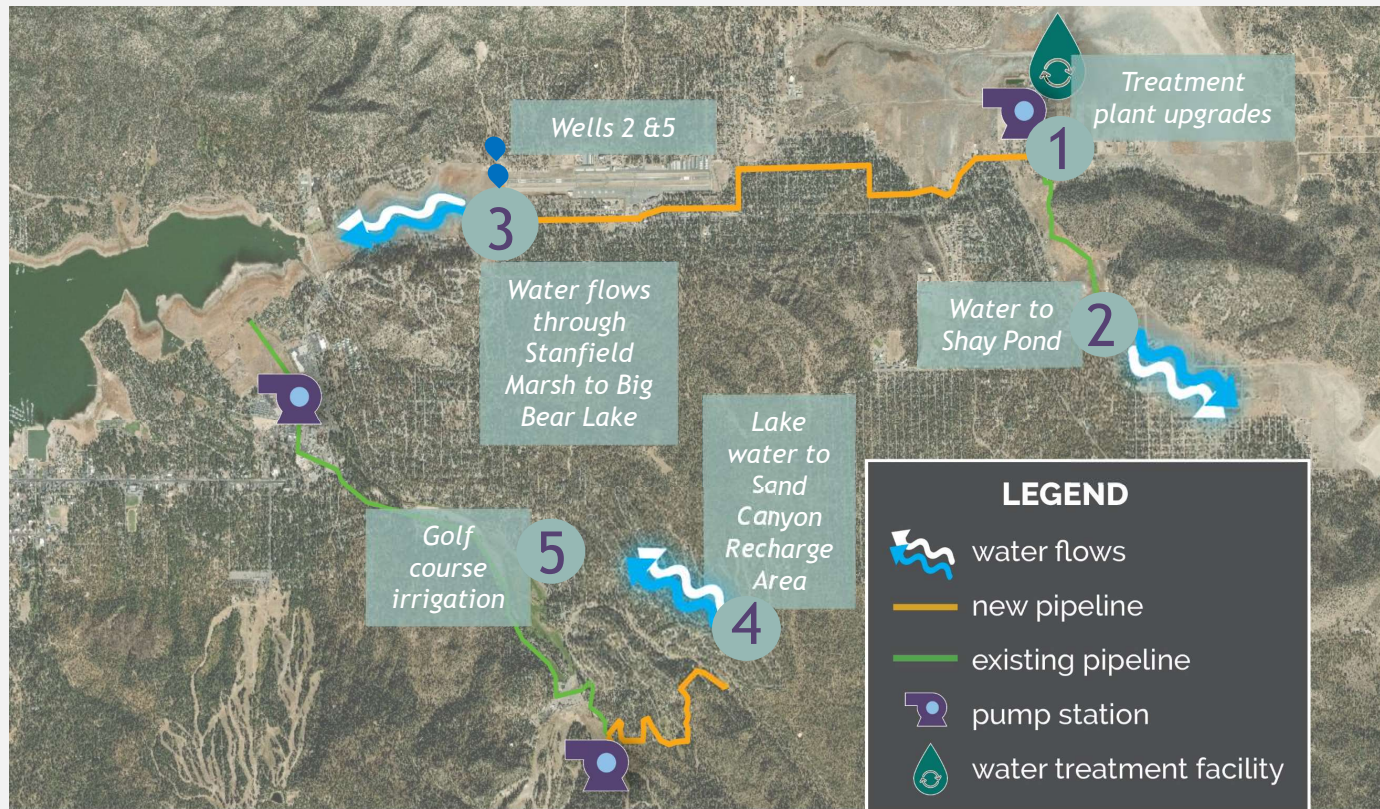 Wells 2 &5
Treatment
plant upgrades
1
3
Water flows
through
Stanfield
Marsh to Big
Bear Lake
Water to
Shay Pond
2
Lake
water to
Sand
Canyon
Recharge
Area
4
Golf
course
irrigation
5
LEGEND
water flows
new pipeline
existing pipeline
pump station
water treatment facility